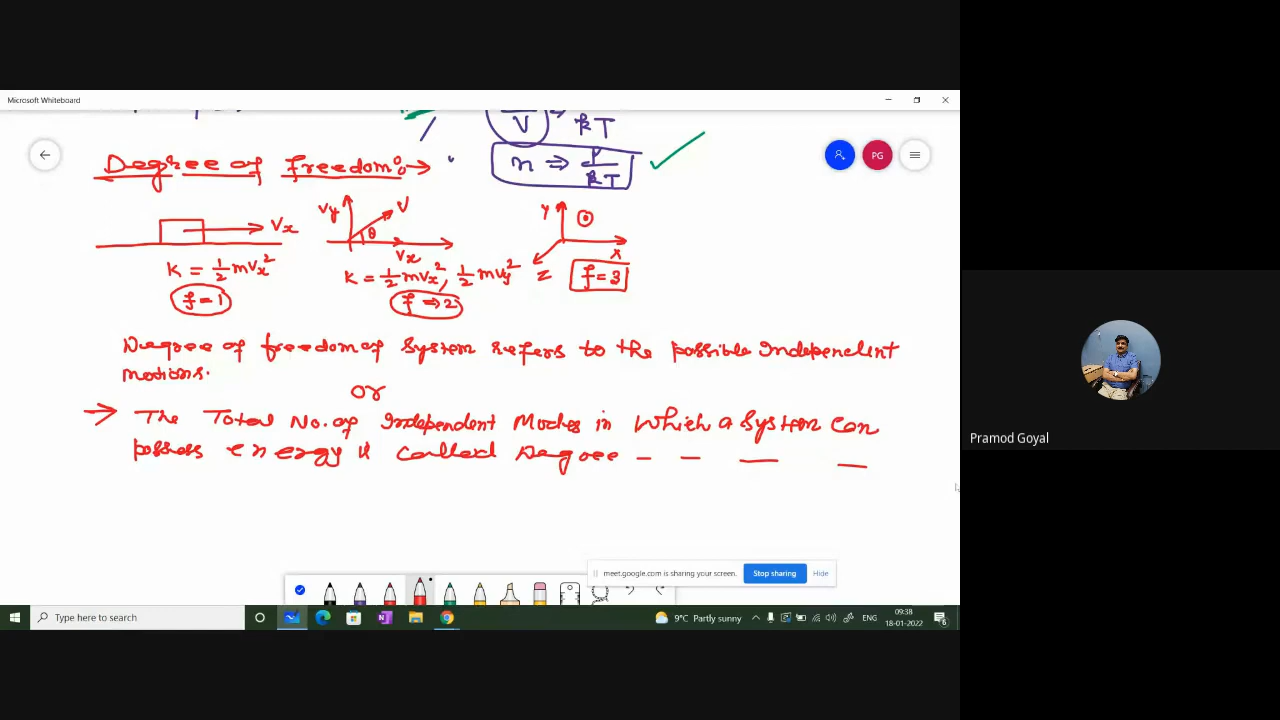 Microsoft Whiteboard
V
kT
n ⇒ P/kT
Degree of freedom:→
PG
Vx
Vy
V
θ
Vx
Y
X
Z
K = 1/2 mVx²
f = 1
K = 1/2 mVx², 1/2 mVy²
f ⇒ 2
f = 3
Degree of freedom of System refers to the possible Independent
motions.
or
→ The Total No. of Independent Modes in Which a System Can
possess energy is called Degree — — — —
Pramod Goyal
meet.google.com is sharing your screen.
Stop sharing
Hide
Type here to search
9°C Partly sunny
ENG
09:38
18-01-2022
6